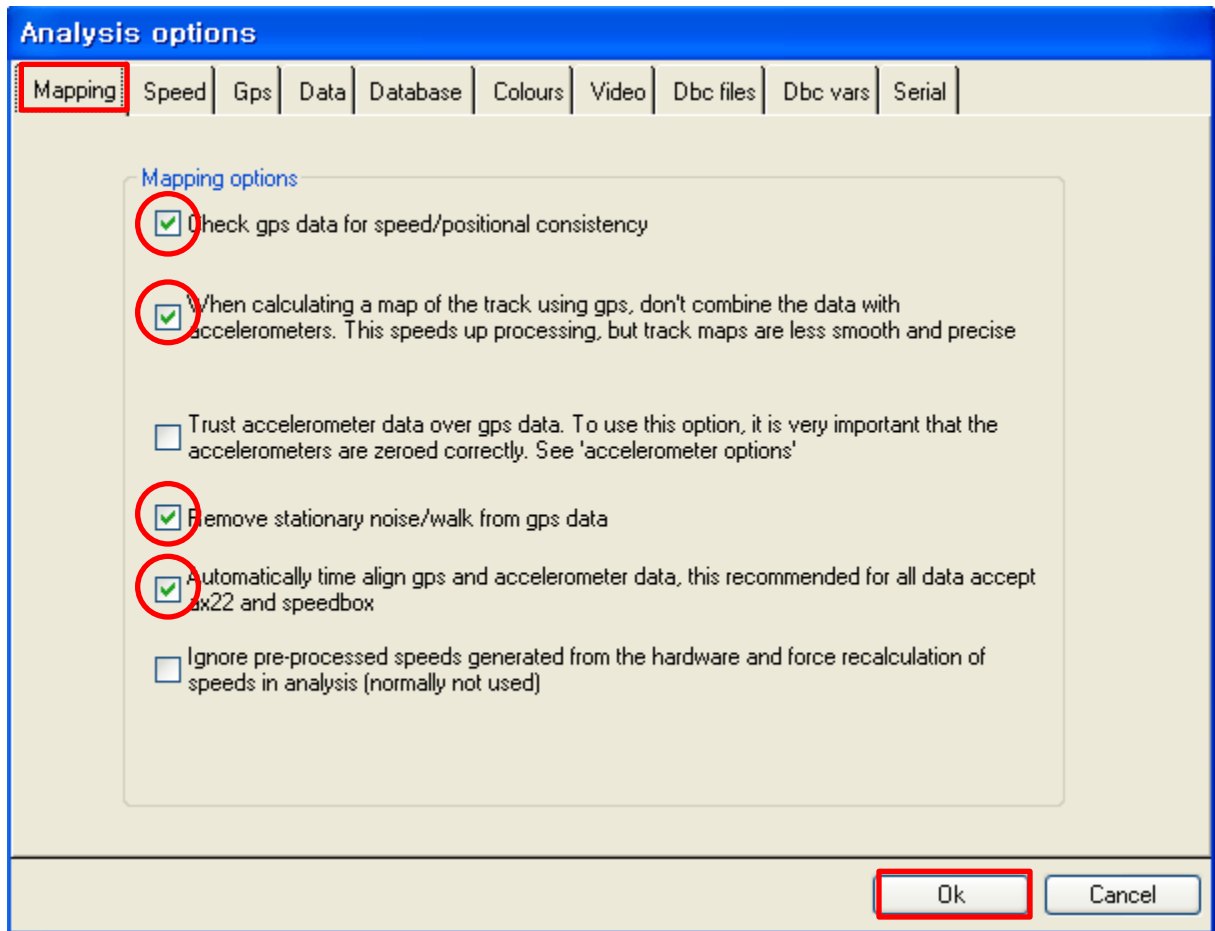 Analysis options
Mapping Speed Gps Data Database Colours Video Dbc files Dbc vars Serial
Mapping options
Check gps data for speed/positional consistency
When calculating a map of the track using gps, don't combine the data with
accelerometers. This speeds up processing, but track maps are less smooth and precise
Trust accelerometer data over gps data. To use this option, it is very important that the
accelerometers are zeroed correctly. See 'accelerometer options'
Remove stationary noise/walk from gps data
Automatically time align gps and accelerometer data, this recommended for all data accept
ax22 and speedbox
Ignore pre-processed speeds generated from the hardware and force recalculation of
speeds in analysis (normally not used)
Ok Cancel